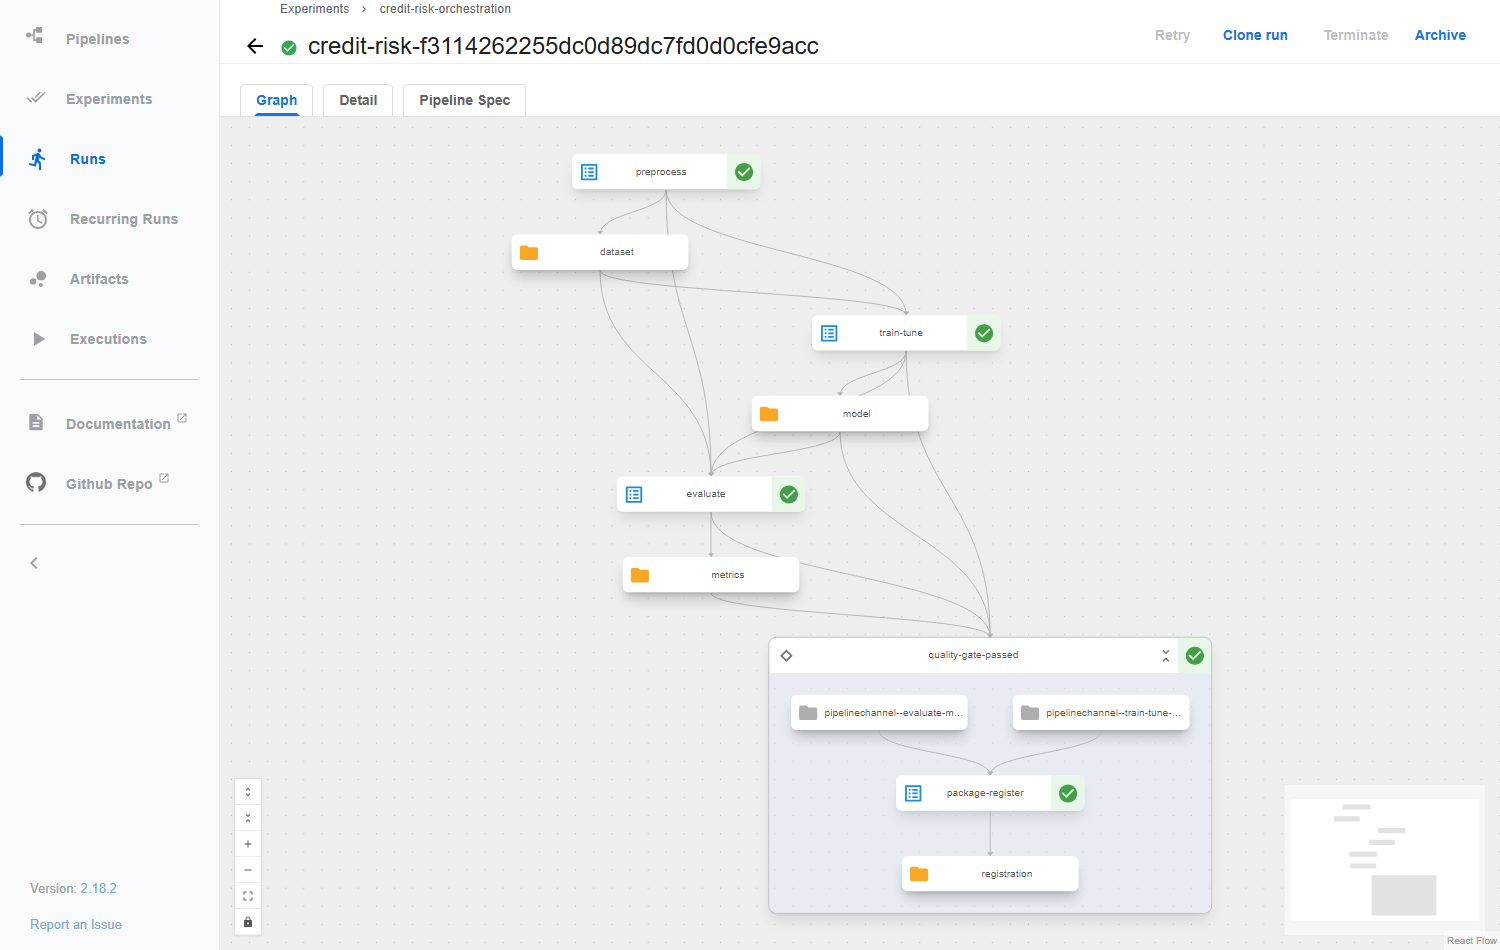 Experiments › credit-risk-orchestration
credit-risk-f3114262255dc0d89dc7fd0d0cfe9acc
Retry
Clone run
Terminate
Archive
Pipelines
Experiments
Runs
Recurring Runs
Artifacts
Executions
Documentation
Github Repo
Version: 2.18.2
Report an Issue
Graph
Detail
Pipeline Spec
preprocess
dataset
train-tune
model
evaluate
metrics
quality-gate-passed
pipelinechannel--evaluate-m...
pipelinechannel--train-tune-...
package-register
registration
React Flow